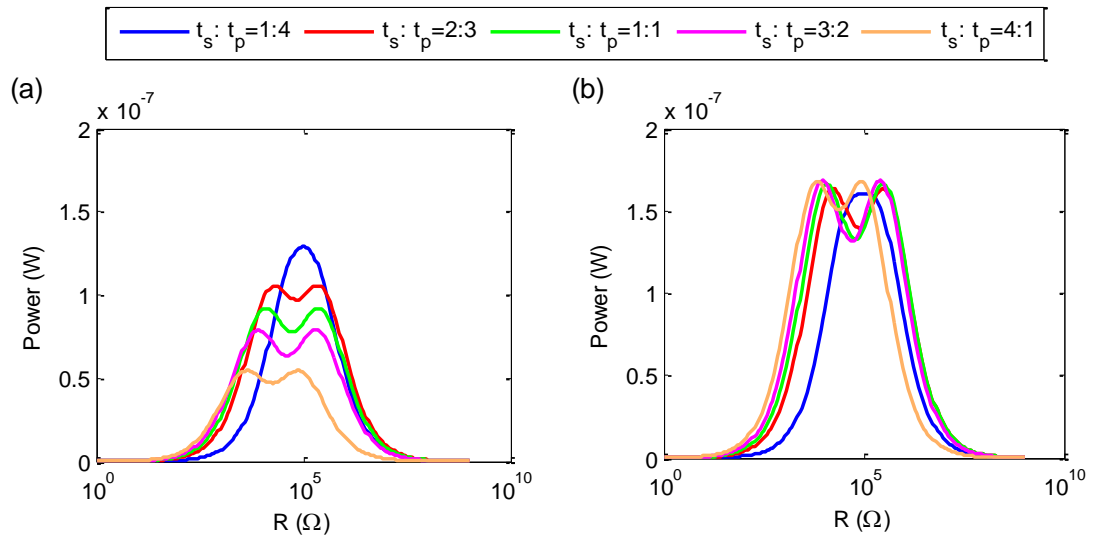 t_s: t_p=1:4 t_s: t_p=2:3 t_s: t_p=1:1 t_s: t_p=3:2 t_s: t_p=4:1
(a)
x 10^-7
2
1.5
1
0.5
0
Power (W)
10^0 10^5 10^10
R (Ω)
(b)
x 10^-7
2
1.5
1
0.5
0
Power (W)
10^0 10^5 10^10
R (Ω)